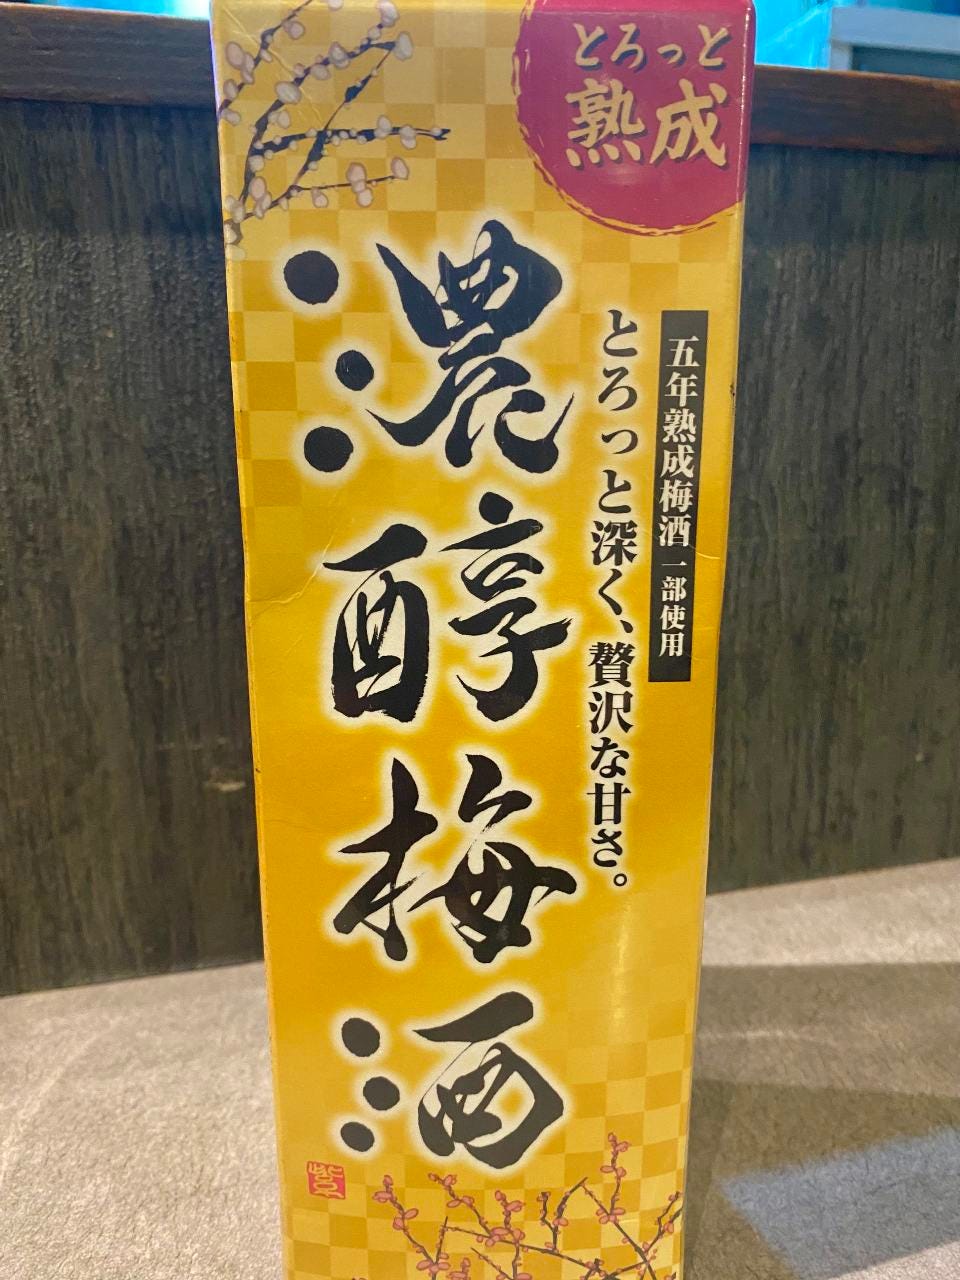 とろっと
熟成
五年熟成梅酒 一部使用
とろっと深く、贅沢な甘さ。
濃醇梅酒